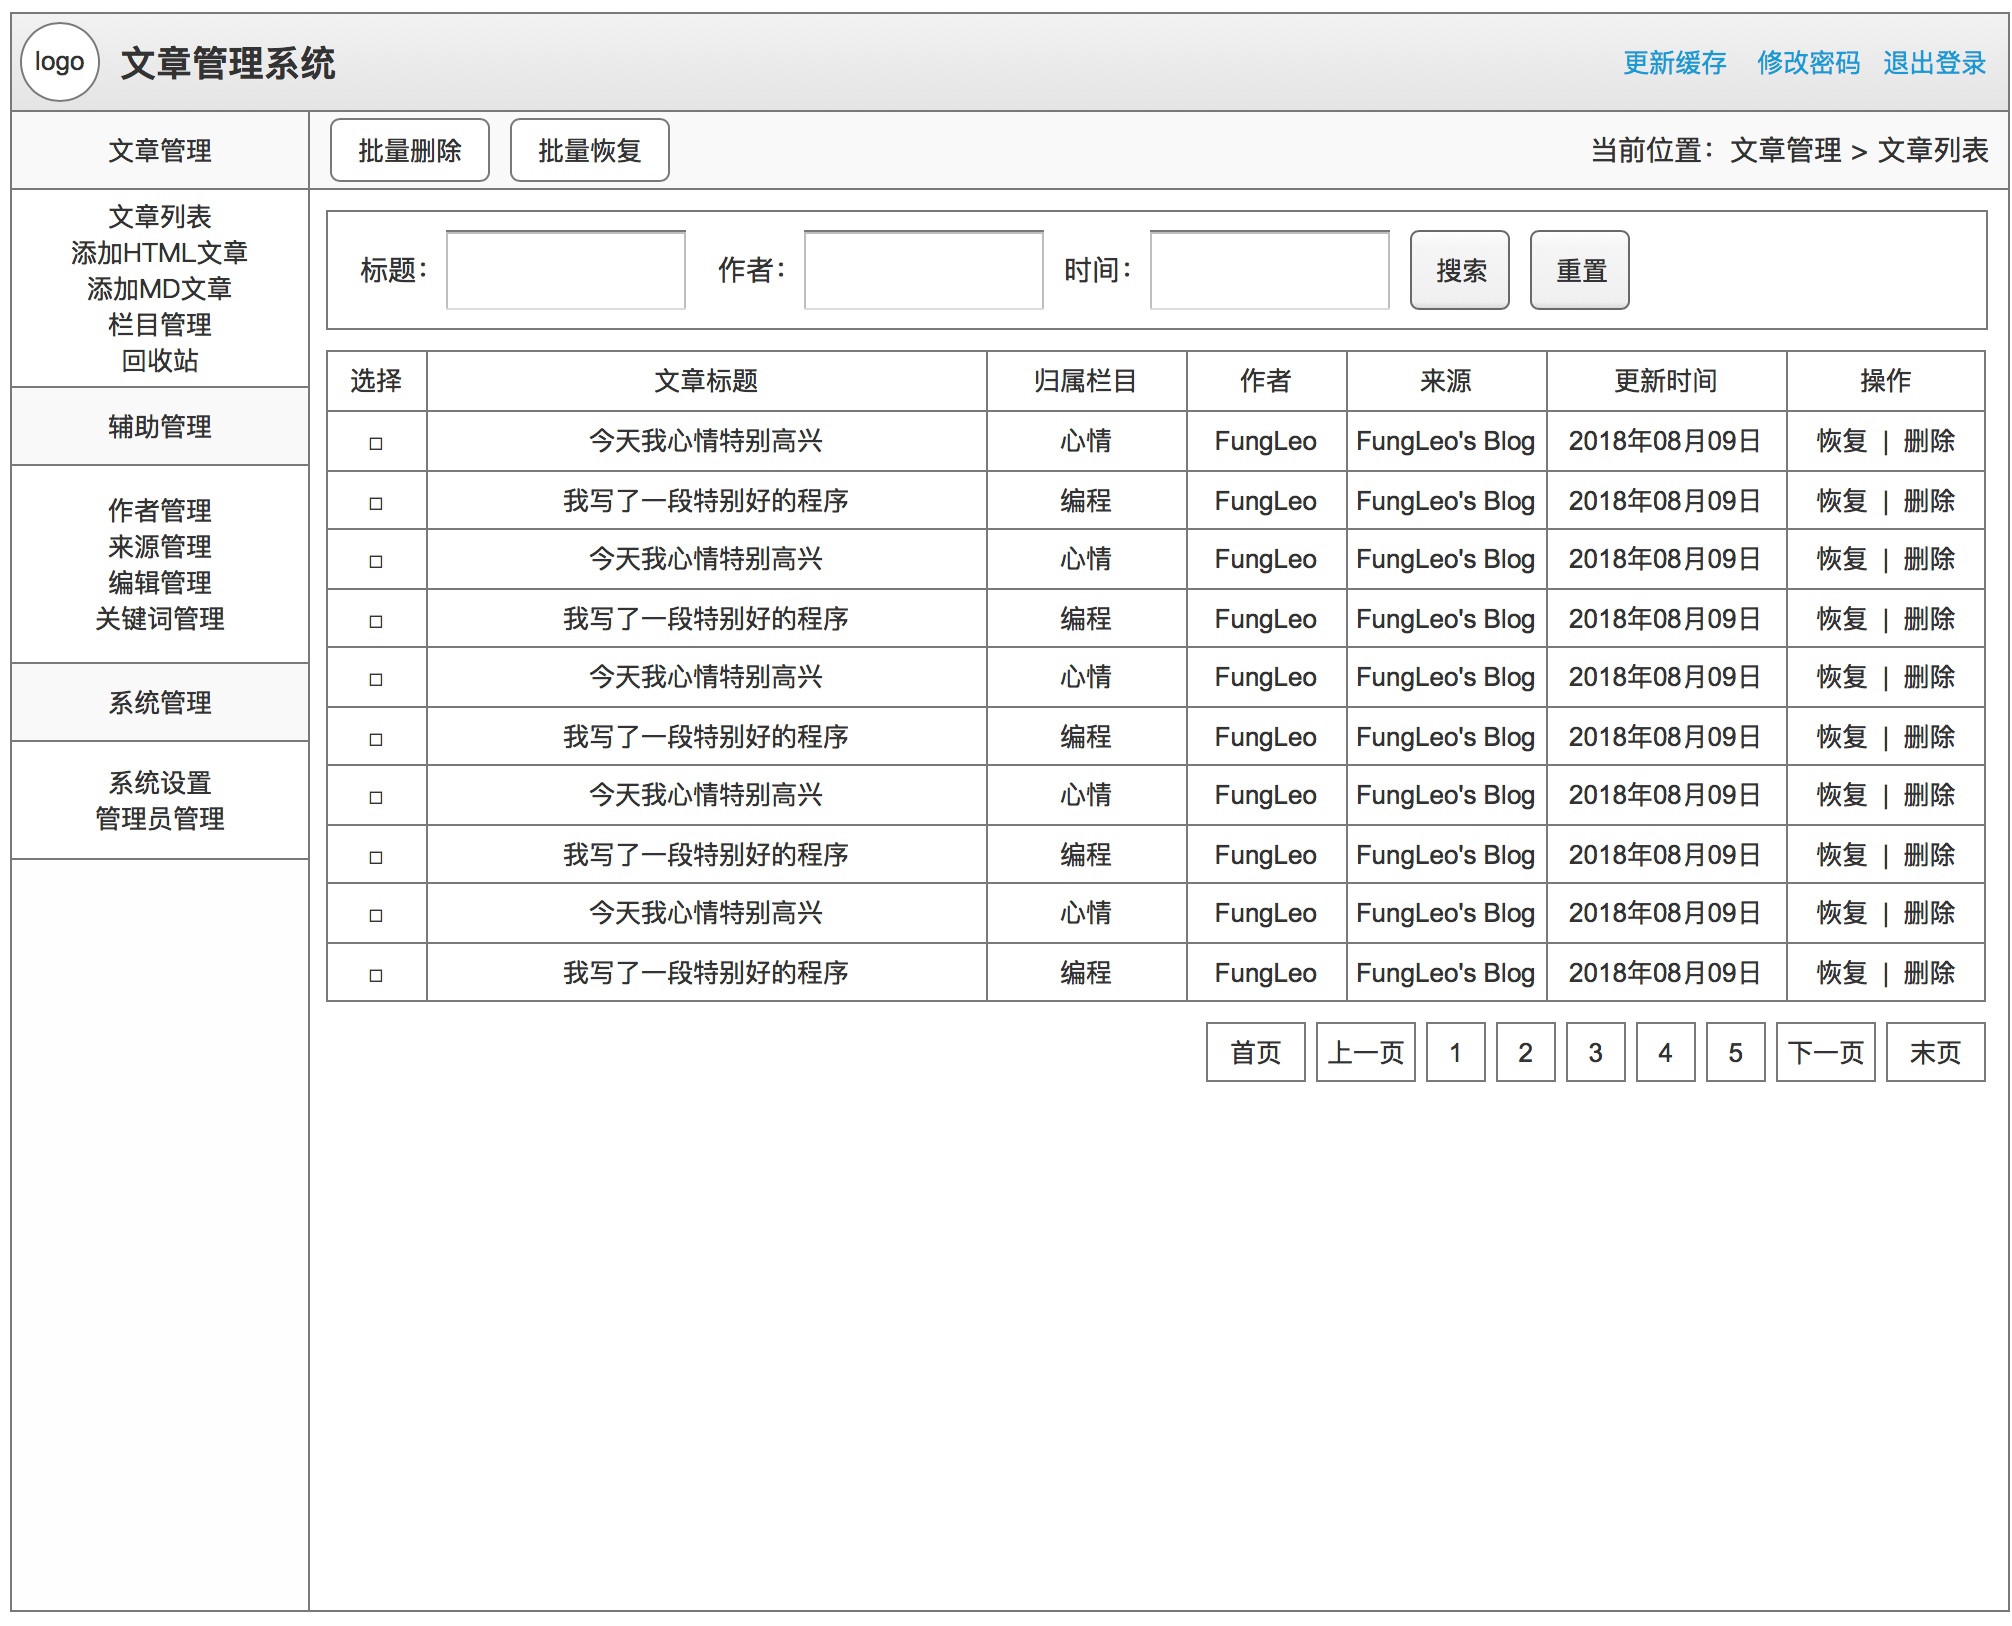 logo
文章管理系统
更新缓存 修改密码 退出登录
文章管理
批量删除 批量恢复
当前位置：文章管理 > 文章列表
文章列表
添加HTML文章
添加MD文章
栏目管理
回收站
辅助管理
作者管理
来源管理
编辑管理
关键词管理
系统管理
系统设置
管理员管理
标题： 作者： 时间： 搜索 重置
选择 文章标题 归属栏目 作者 来源 更新时间 操作
今天我心情特别高兴 心情 FungLeo FungLeo's Blog 2018年08月09日 恢复 | 删除
我写了一段特别好的程序 编程 FungLeo FungLeo's Blog 2018年08月09日 恢复 | 删除
今天我心情特别高兴 心情 FungLeo FungLeo's Blog 2018年08月09日 恢复 | 删除
我写了一段特别好的程序 编程 FungLeo FungLeo's Blog 2018年08月09日 恢复 | 删除
今天我心情特别高兴 心情 FungLeo FungLeo's Blog 2018年08月09日 恢复 | 删除
我写了一段特别好的程序 编程 FungLeo FungLeo's Blog 2018年08月09日 恢复 | 删除
今天我心情特别高兴 心情 FungLeo FungLeo's Blog 2018年08月09日 恢复 | 删除
我写了一段特别好的程序 编程 FungLeo FungLeo's Blog 2018年08月09日 恢复 | 删除
今天我心情特别高兴 心情 FungLeo FungLeo's Blog 2018年08月09日 恢复 | 删除
我写了一段特别好的程序 编程 FungLeo FungLeo's Blog 2018年08月09日 恢复 | 删除
首页 上一页 1 2 3 4 5 下一页 末页